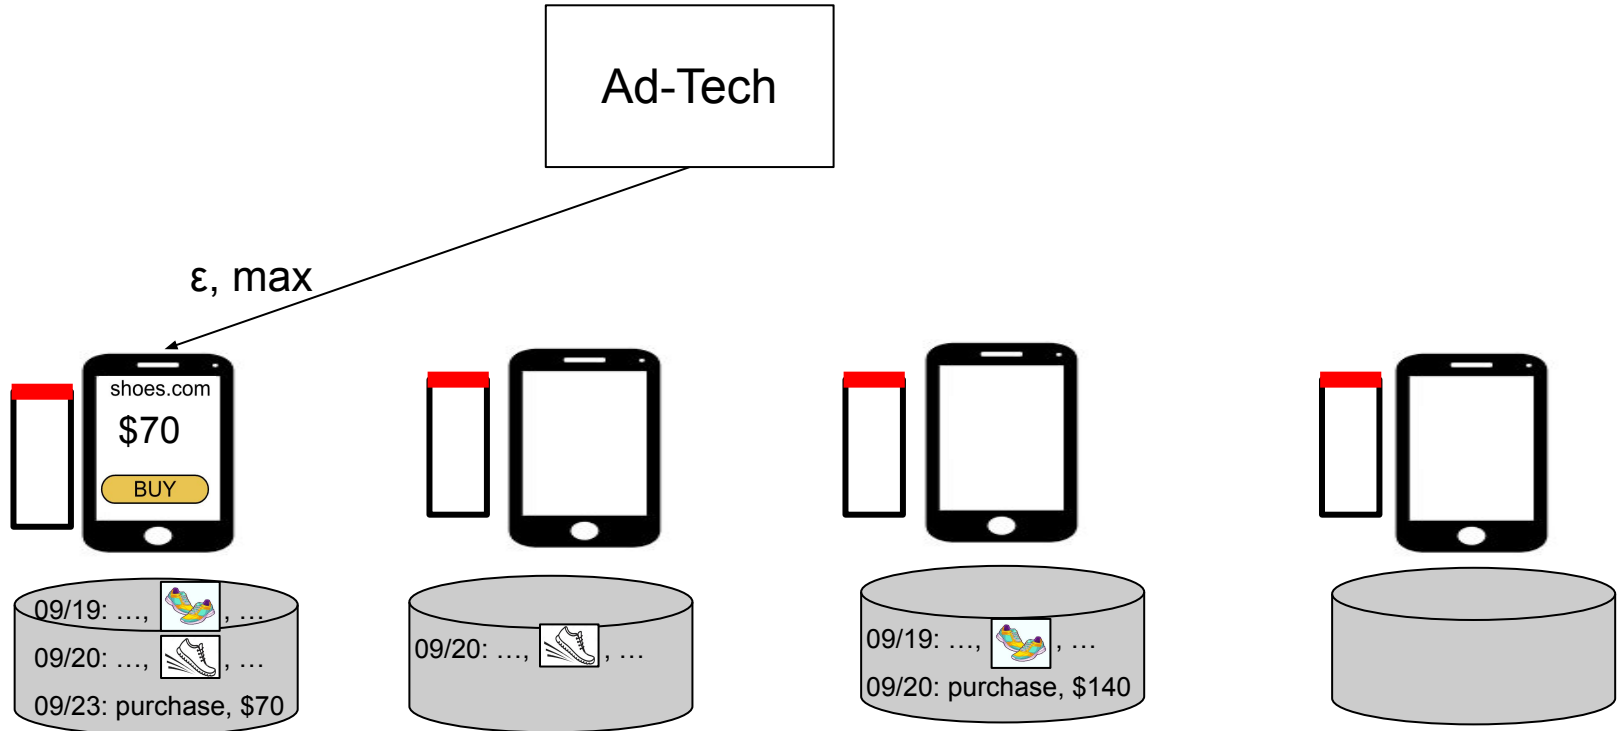 Ad-Tech
ε, max
shoes.com
$70
BUY
09/19: …, , …
09/20: …, , …
09/23: purchase, $70
09/20: …, , …
09/19: …, , …
09/20: purchase, $140